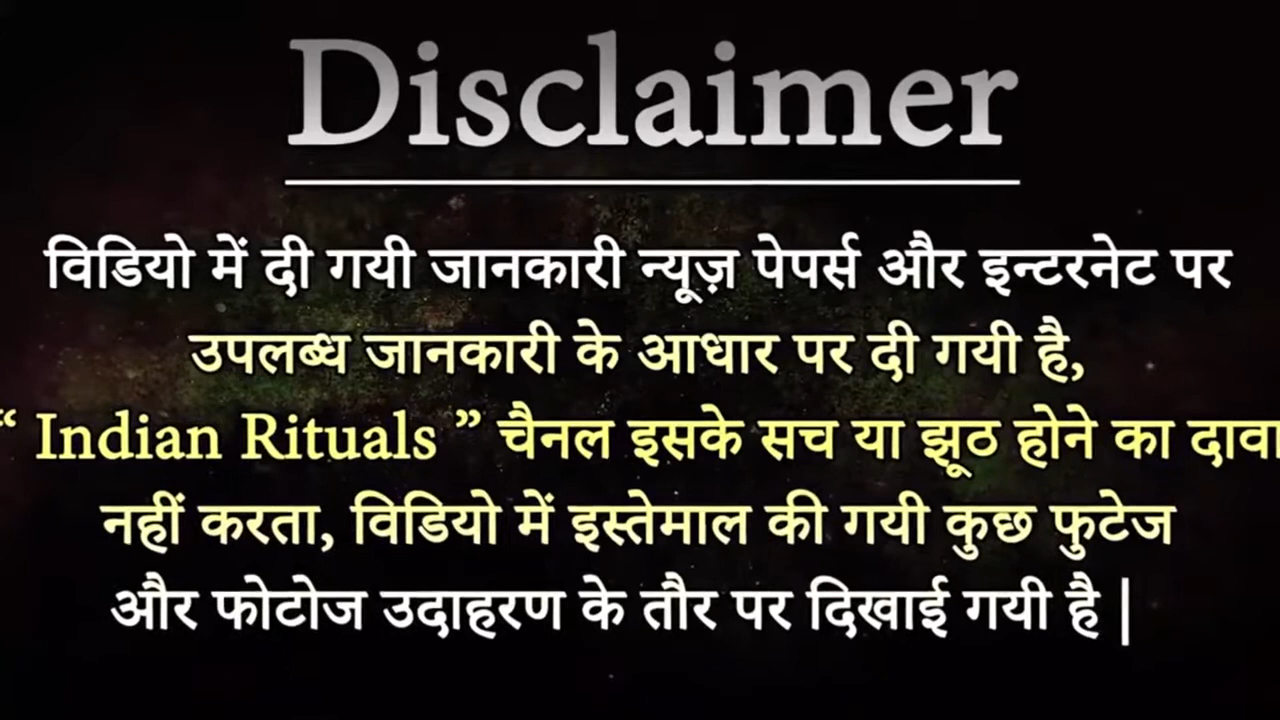 Disclaimer
विडियो में दी गयी जानकारी न्यूज़ पेपर्स और इन्टरनेट पर
उपलब्ध जानकारी के आधार पर दी गयी है,
“ Indian Rituals ” चैनल इसके सच या झूठ होने का दावा
नहीं करता, विडियो में इस्तेमाल की गयी कुछ फुटेज
और फोटोज उदाहरण के तौर पर दिखाई गयी है |